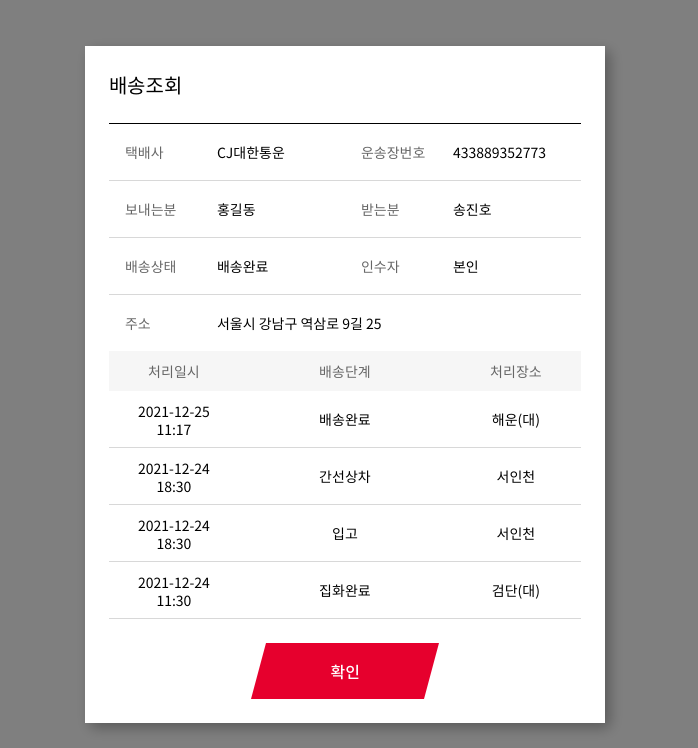 배송조회
택배사 CJ대한통운 운송장번호 433889352773
보내는분 홍길동 받는분 송진호
배송상태 배송완료 인수자 본인
주소 서울시 강남구 역삼로 9길 25
처리일시 배송단계 처리장소
2021-12-25
11:17
배송완료 해운(대)
2021-12-24
18:30
간선상차 서인천
2021-12-24
18:30
입고 서인천
2021-12-24
11:30
집화완료 검단(대)
확인